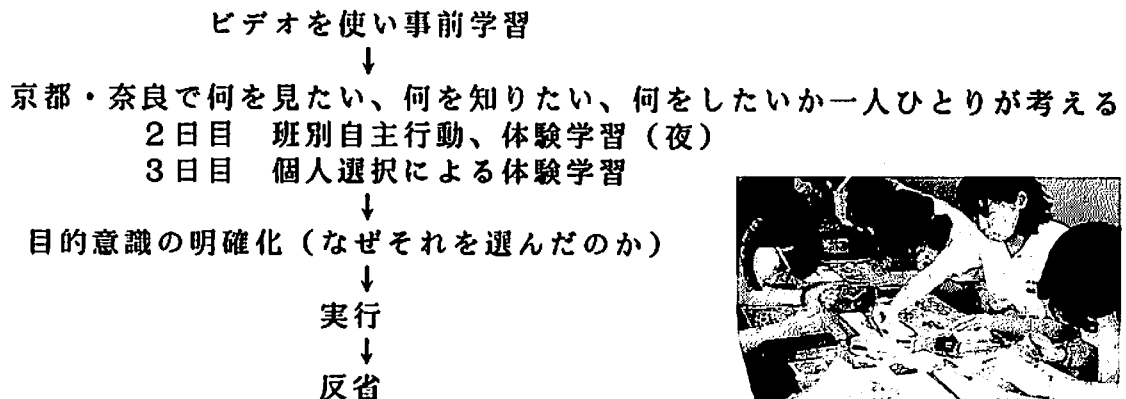 ビデオを使い事前学習
↓
京都・奈良で何を見たい、何を知りたい、何をしたいか一人ひとりが考える
2日目 班別自主行動、体験学習（夜）
3日目 個人選択による体験学習
↓
目的意識の明確化（なぜそれを選んだのか）
↓
実行
↓
反省